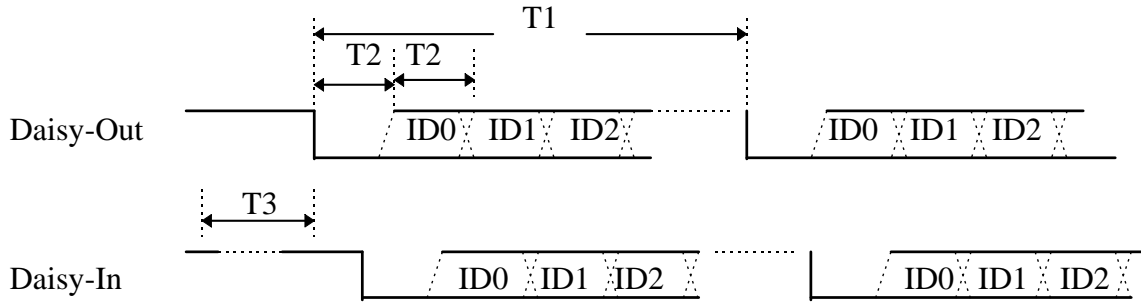 T1
T2 T2
Daisy-Out ID0 ID1 ID2 ID0 ID1 ID2
T3
Daisy-In ID0 ID1 ID2 ID0 ID1 ID2